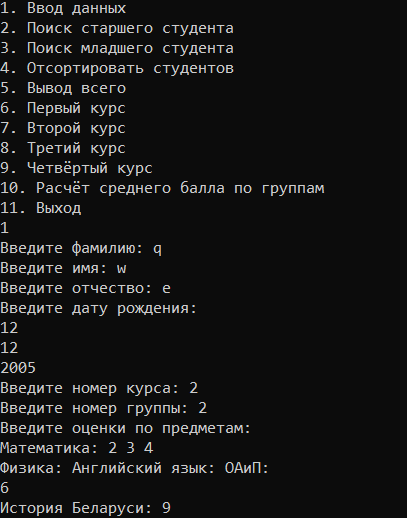 1. Ввод данных
2. Поиск старшего студента
3. Поиск младшего студента
4. Отсортировать студентов
5. Вывод всего
6. Первый курс
7. Второй курс
8. Третий курс
9. Четвёртый курс
10. Расчёт среднего балла по группам
11. Выход
1
Введите фамилию: q
Введите имя: w
Введите отчество: e
Введите дату рождения:
12
12
2005
Введите номер курса: 2
Введите номер группы: 2
Введите оценки по предметам:
Математика: 2 3 4
Физика: Английский язык: ОАиП:
6
История Беларуси: 9